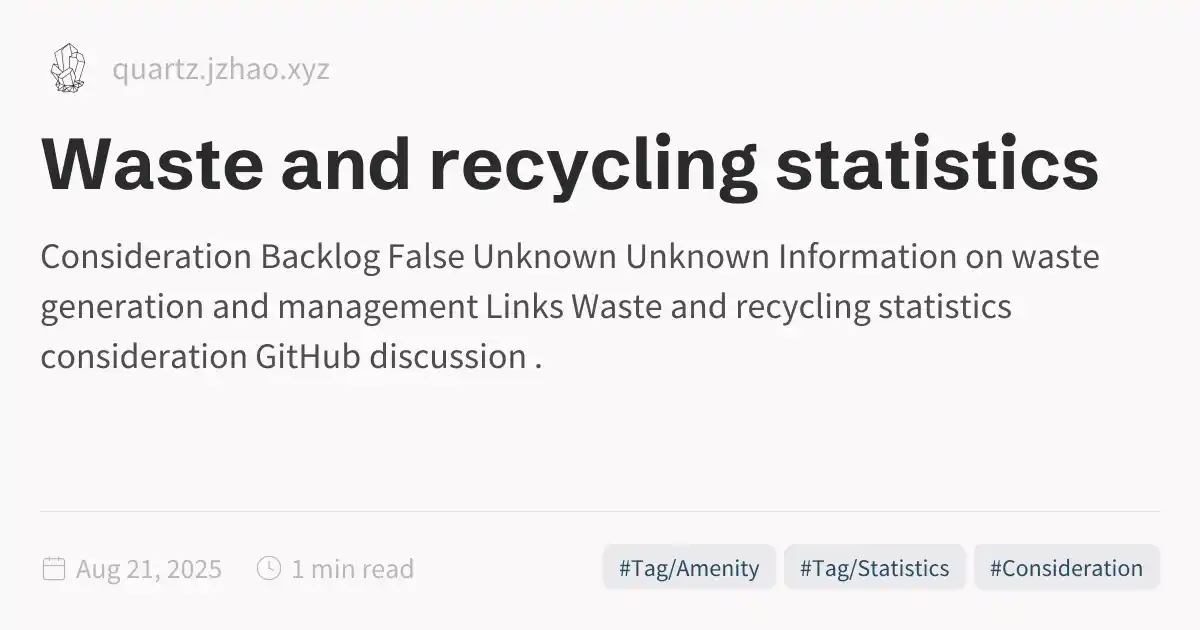 quartz.jzhao.xyz
Waste and recycling statistics
Consideration Backlog False Unknown Unknown Information on waste
generation and management Links Waste and recycling statistics
consideration GitHub discussion .
Aug 21, 2025
1 min read
#Tag/Amenity
#Tag/Statistics
#Consideration